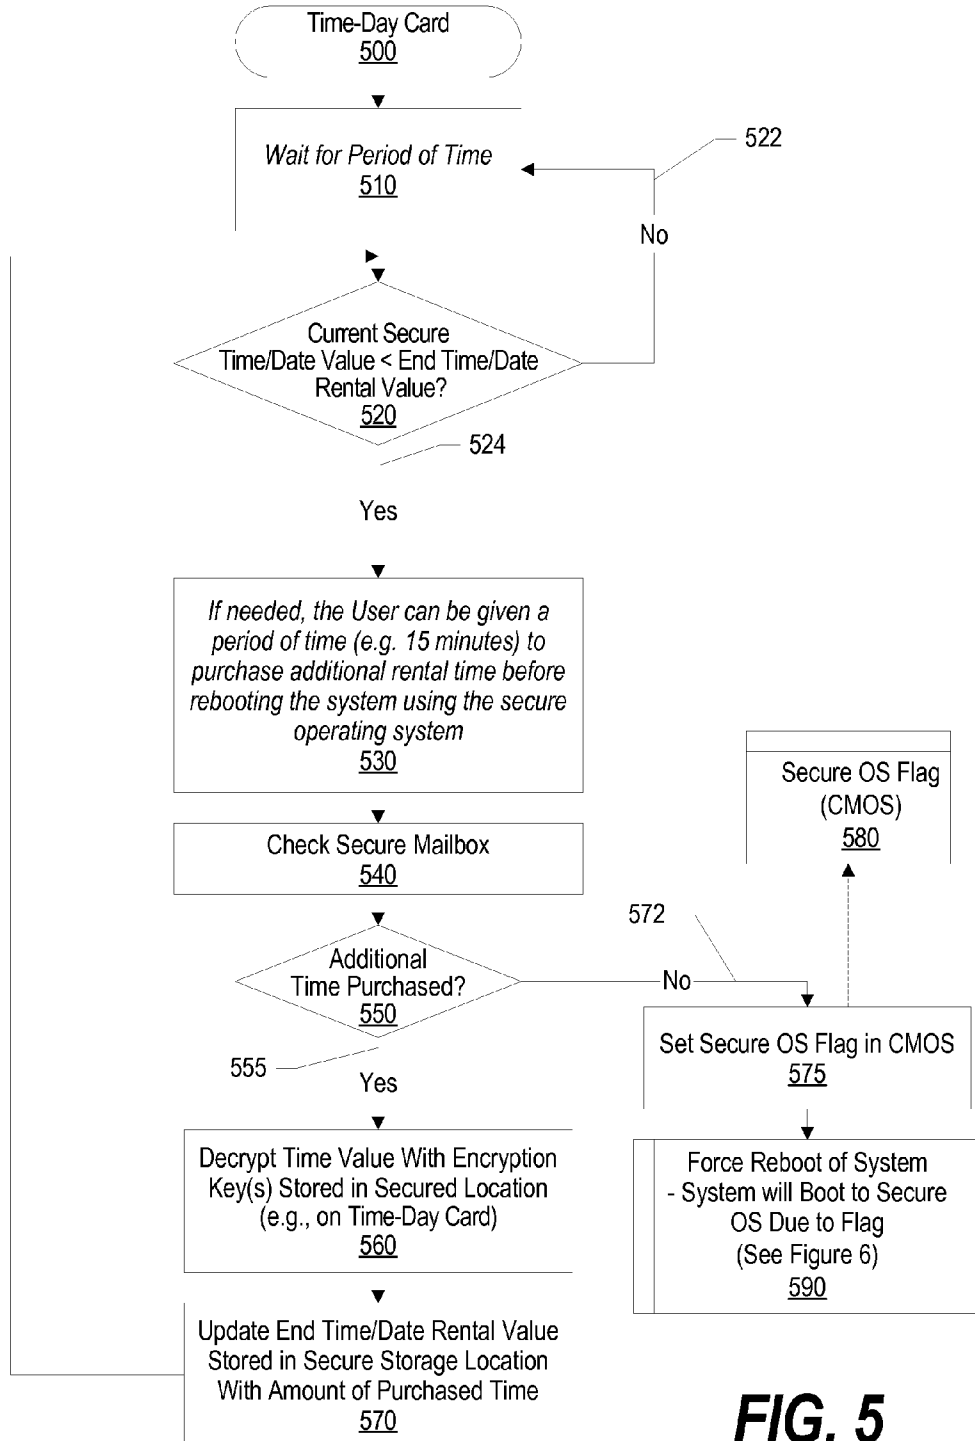 Time-Day Card
500
Wait for Period of Time
510
522
No
Current Secure
Time/Date Value < End Time/Date
Rental Value?
520
524
Yes
If needed, the User can be given a
period of time (e.g. 15 minutes) to
purchase additional rental time before
rebooting the system using the secure
operating system
530
Secure OS Flag
(CMOS)
580
Check Secure Mailbox
540
572
Additional
Time Purchased?
550
No
555
Yes
Set Secure OS Flag in CMOS
575
Decrypt Time Value With Encryption
Key(s) Stored in Secured Location
(e.g., on Time-Day Card)
560
Force Reboot of System
- System will Boot to Secure
OS Due to Flag
(See Figure 6)
590
Update End Time/Date Rental Value
Stored in Secure Storage Location
With Amount of Purchased Time
570
FIG. 5